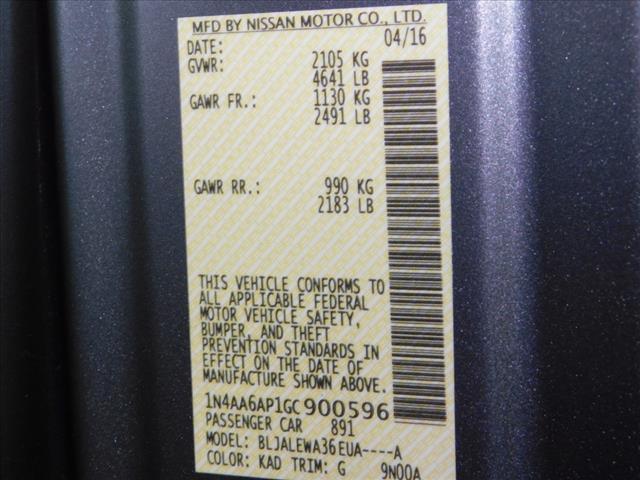 MFD BY NISSAN MOTOR CO., LTD.
DATE: 04/16
GVWR: 2105 KG
4641 LB
GAWR FR.: 1130 KG
2491 LB
GAWR RR.: 990 KG
2183 LB
THIS VEHICLE CONFORMS TO
ALL APPLICABLE FEDERAL
MOTOR VEHICLE SAFETY,
BUMPER, AND THEFT
PREVENTION STANDARDS IN
EFFECT ON THE DATE OF
MANUFACTURE SHOWN ABOVE.
1N4AA6AP1GC900596
PASSENGER CAR 891
MODEL: BLJALEWA36EUA----A
COLOR: KAD TRIM: G 9N00A